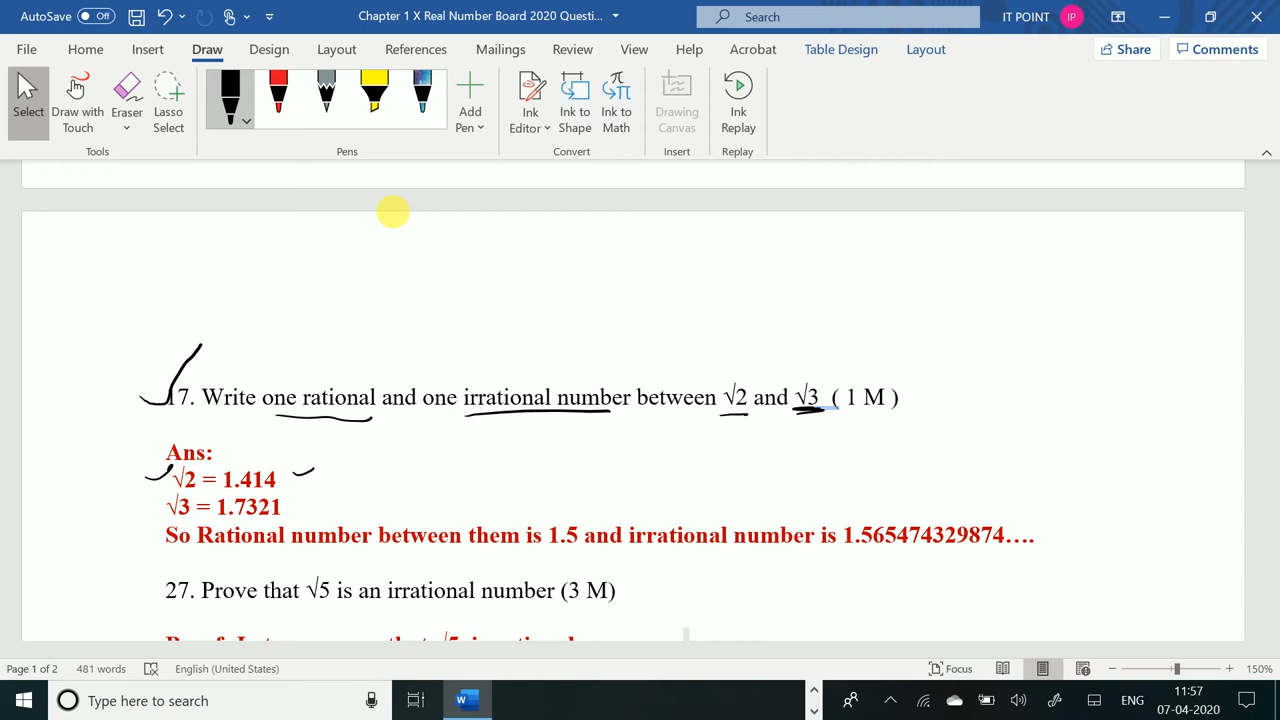 AutoSave Off Chapter 1 X Real Number Board 2020 Questi... Search IT POINT IP
File Home Insert Draw Design Layout References Mailings Review View Help Acrobat Table Design Layout Share Comments
Select Draw with Touch Eraser Lasso Select Add Pen Ink Editor Ink to Shape Ink to Math Drawing Canvas Ink Replay
Tools Pens Convert Insert Replay
17. Write one rational and one irrational number between √2 and √3 ( 1 M )
Ans:
√2 = 1.414
√3 = 1.7321
So Rational number between them is 1.5 and irrational number is 1.565474329874….
27. Prove that √5 is an irrational number (3 M)
Page 1 of 2 481 words English (United States) Focus 150%
Type here to search ENG 11:57
07-04-2020